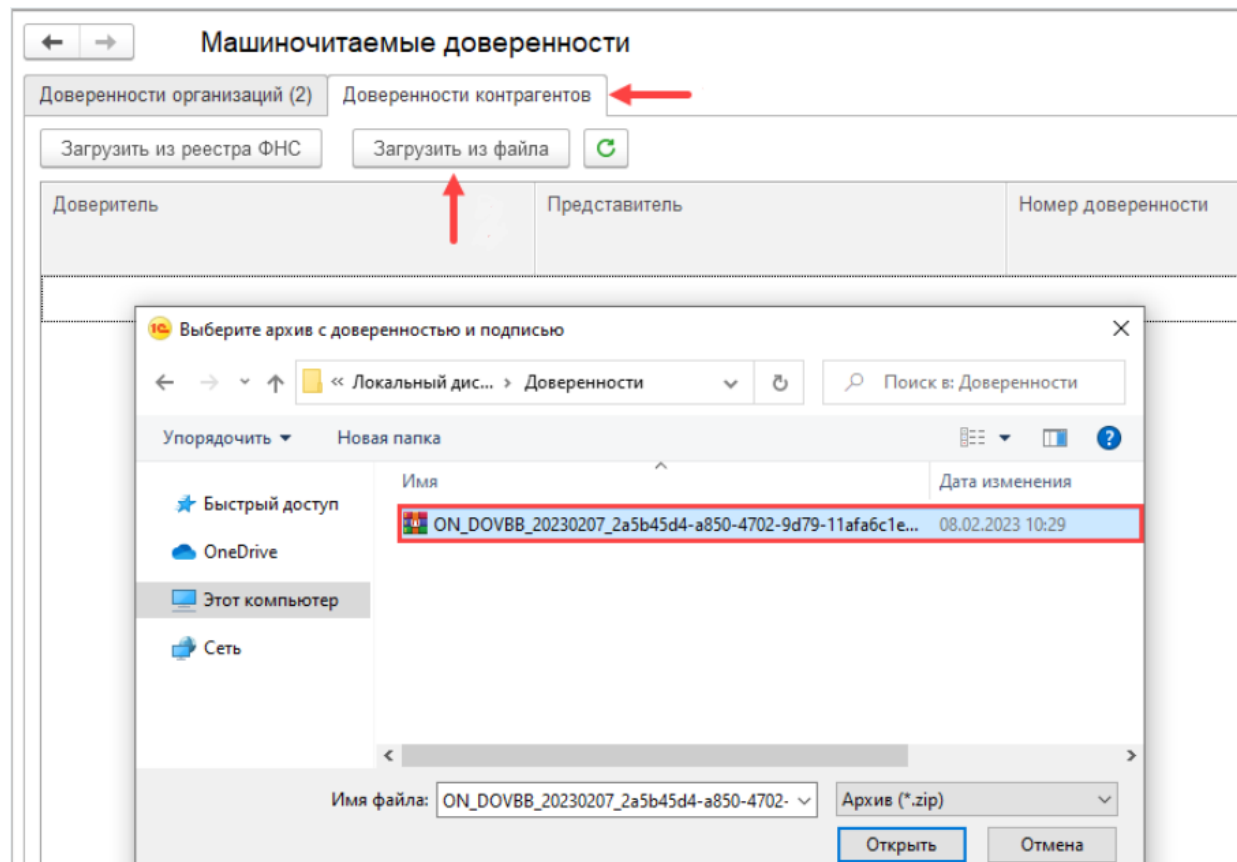 Машиночитаемые доверенности
Доверенности организаций (2) Доверенности контрагентов
Загрузить из реестра ФНС Загрузить из файла
Доверитель Представитель Номер доверенности
1С Выберите архив с доверенностью и подписью
« Локальный дис... › Доверенности Поиск в: Доверенности
Упорядочить Новая папка ?
Имя Дата изменения
Быстрый доступ
ON_DOVBB_20230207_2a5b45d4-a850-4702-9d79-11afa6c1e... 08.02.2023 10:29
OneDrive
Этот компьютер
Сеть
Имя файла: ON_DOVBB_20230207_2a5b45d4-a850-4702- Архив (*.zip)
Открыть Отмена